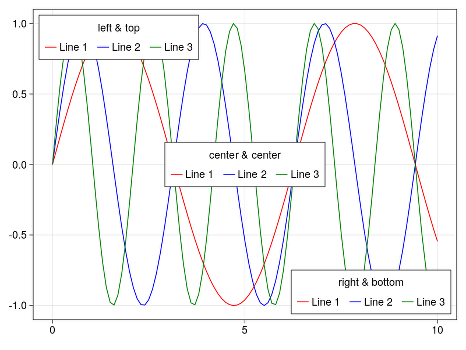 left & top
Line 1 Line 2 Line 3
1.0
0.5
center & center
Line 1 Line 2 Line 3
0.0
-0.5
right & bottom
Line 1 Line 2 Line 3
-1.0
0 5 10